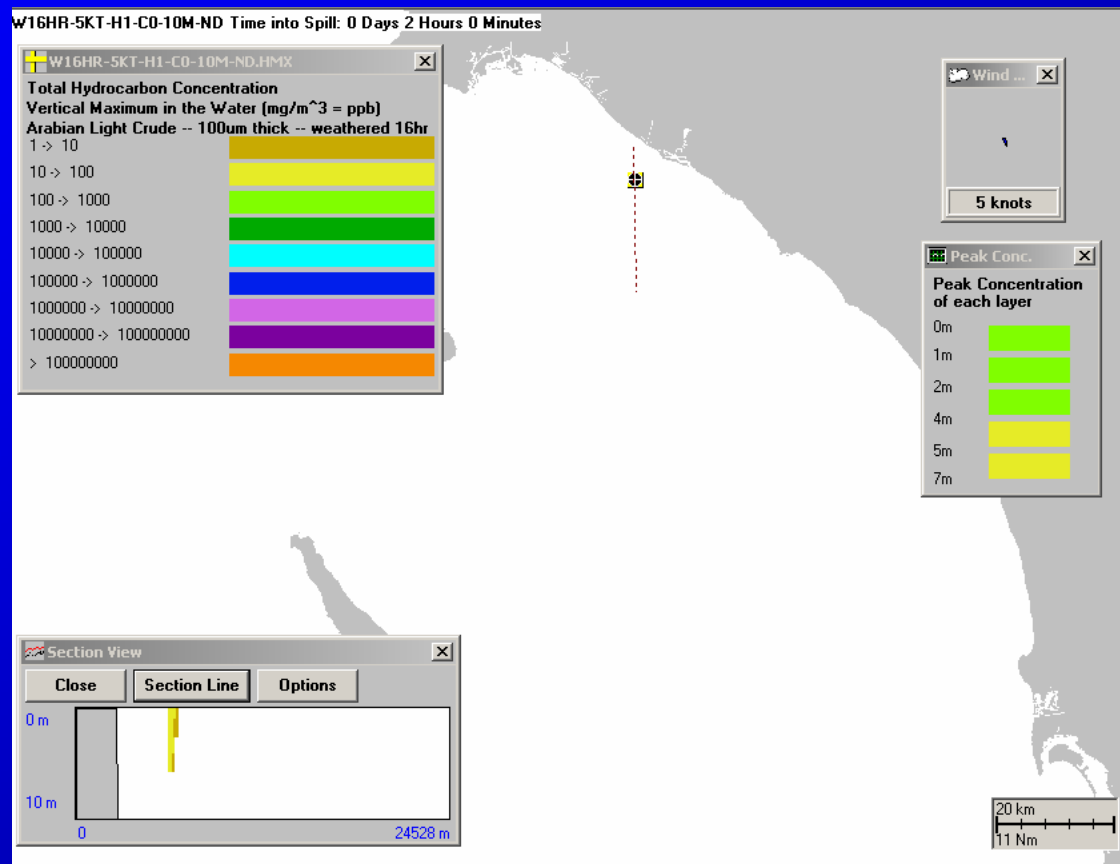 W16HR-5KT-H1-C0-10M-ND Time into Spill: 0 Days 2 Hours 0 Minutes
W16HR-5KT-H1-C0-10M-ND.HMX
Total Hydrocarbon Concentration
Vertical Maximum in the Water (mg/m^3 = ppb)
Arabian Light Crude -- 100um thick -- weathered 16hr
1 -> 10
10 -> 100
100 -> 1000
1000 -> 10000
10000 -> 100000
100000 -> 1000000
1000000 -> 10000000
10000000 -> 100000000
> 100000000
Wind ...
5 knots
Peak Conc.
Peak Concentration
of each layer
0m
1m
2m
4m
5m
7m
Section View
Close Section Line Options
0 m
10 m
0 24528 m
20 km
11 Nm